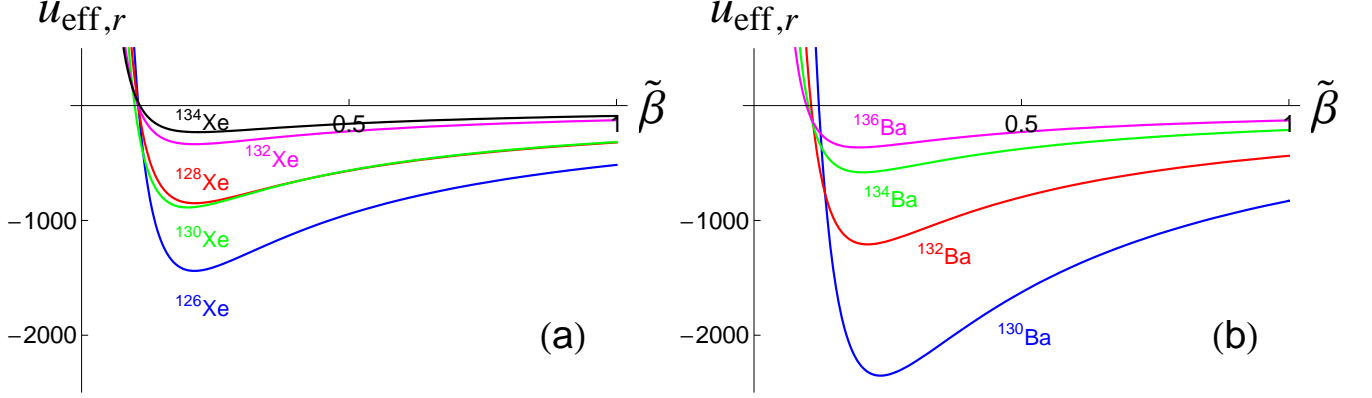 u_eff,r
β̃
0.5
1
−1000
−2000
¹³⁴Xe
¹³²Xe
¹²⁸Xe
¹³⁰Xe
¹²⁶Xe
(a)
u_eff,r
β̃
0.5
1
−1000
−2000
¹³⁶Ba
¹³⁴Ba
¹³²Ba
¹³⁰Ba
(b)